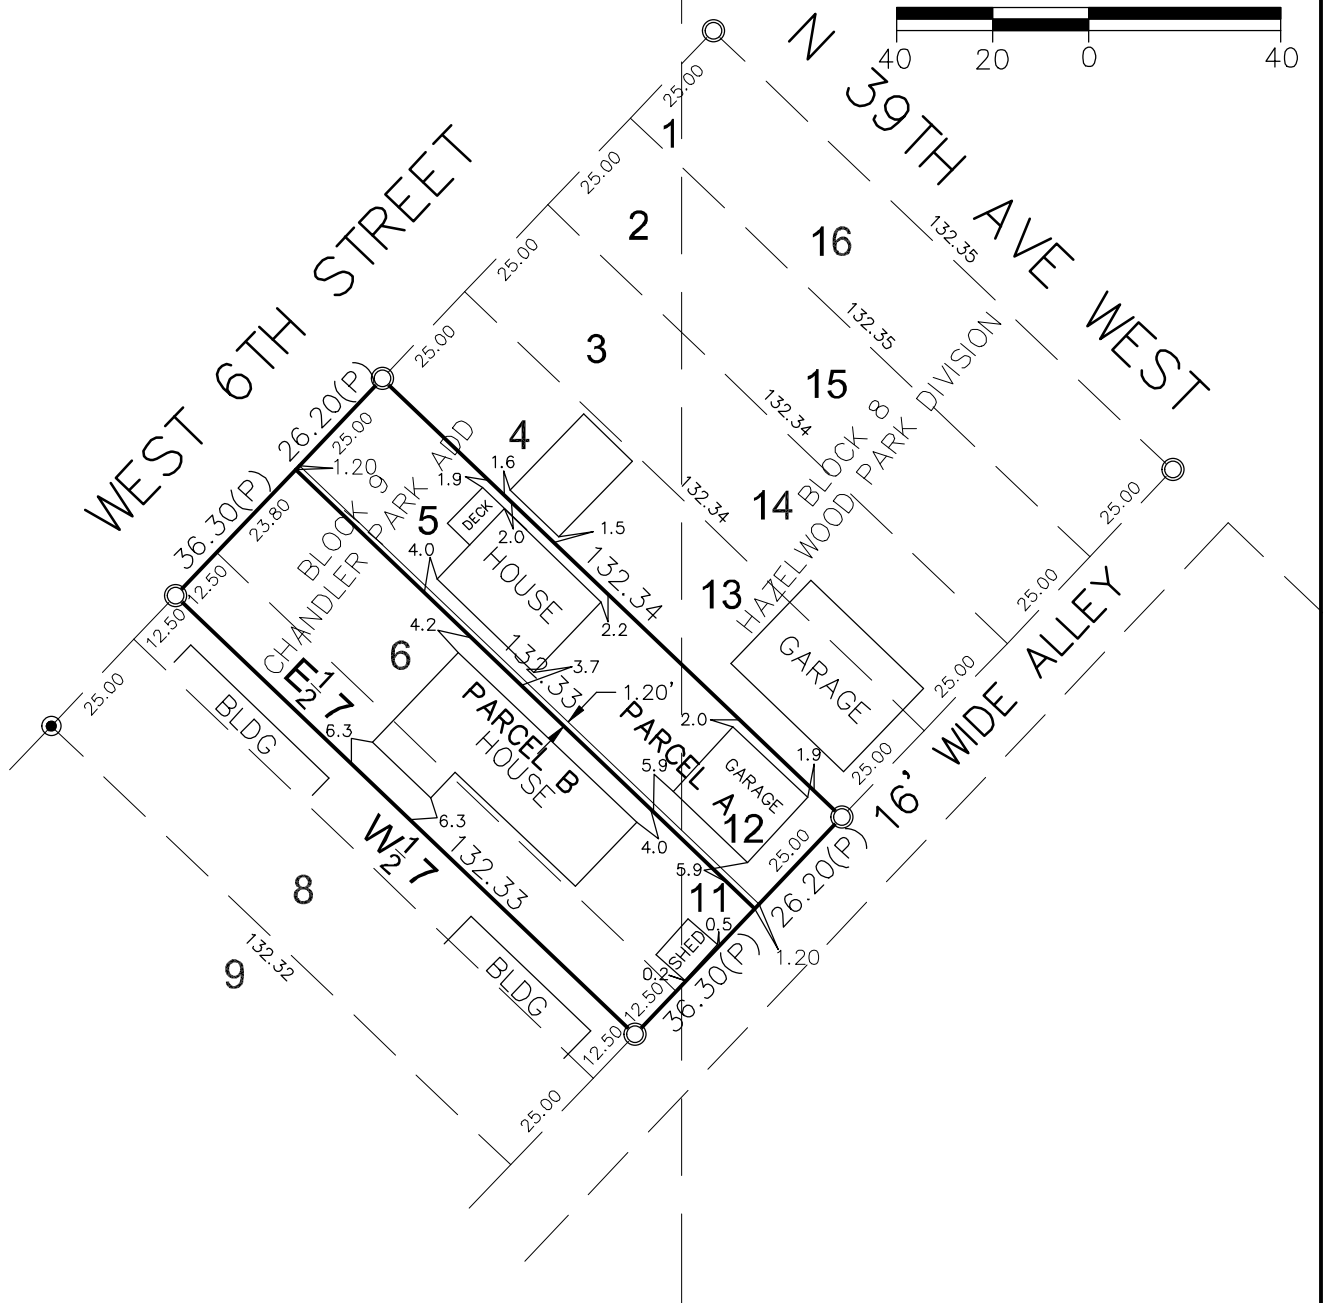 40 20 0 40
N 39TH AVE WEST
WEST 6TH STREET
16' WIDE ALLEY
25.00
1
25.00
2
25.00
3
25.00
4
16
132.35
15
132.35
14
132.34
13
132.34
BLOCK 8
HAZELWOOD PARK DIVISION
26.20(P)
25.00
1.20
36.30(P)
23.80
12.50
12.50
25.00
BLOCK 9
CHANDLER PARK ADD
5
1.6
1.9
DECK
2.0
1.5
4.0
HOUSE
132.34
2.2
4.2
3.7
132.33
1.20'
6
E 1/2 7
BLDG
6.3
PARCEL B
HOUSE
PARCEL A
2.0
5.9
GARAGE
1.9
12
GARAGE
25.00
25.00
25.00
25.00
6.3
W 1/2 7
132.33
4.0
5.9
25.00
26.20(P)
11
0.5
SHED
0.2
1.20
36.30(P)
12.50
12.50
25.00
8
9
132.32
BLDG